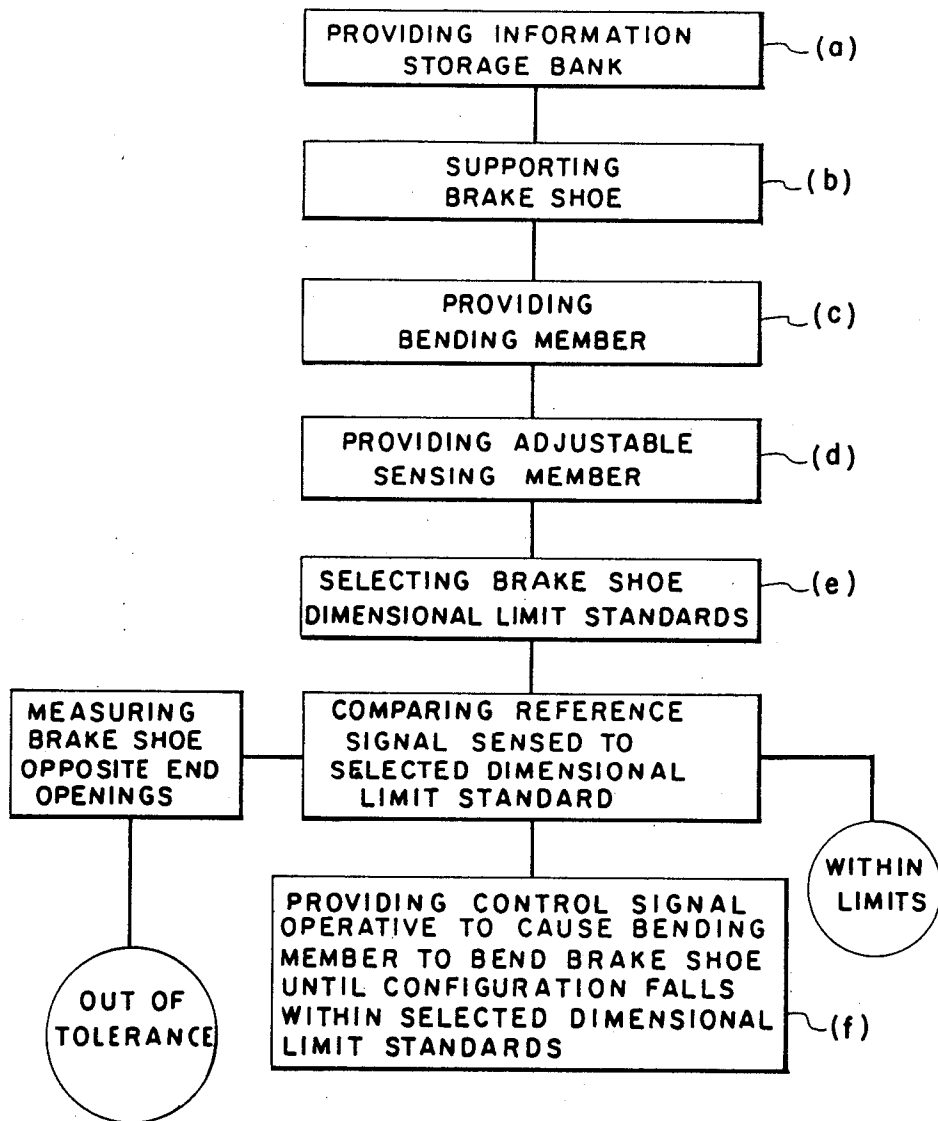 PROVIDING INFORMATION
STORAGE BANK
(a)
SUPPORTING
BRAKE SHOE
(b)
PROVIDING
BENDING MEMBER
(c)
PROVIDING ADJUSTABLE
SENSING MEMBER
(d)
SELECTING BRAKE SHOE
DIMENSIONAL LIMIT STANDARDS
(e)
MEASURING
BRAKE SHOE
OPPOSITE END
OPENINGS
COMPARING REFERENCE
SIGNAL SENSED TO
SELECTED DIMENSIONAL
LIMIT STANDARD
WITHIN
LIMITS
OUT OF
TOLERANCE
PROVIDING CONTROL SIGNAL
OPERATIVE TO CAUSE BENDING
MEMBER TO BEND BRAKE SHOE
UNTIL CONFIGURATION FALLS
WITHIN SELECTED DIMENSIONAL
LIMIT STANDARDS
(f)